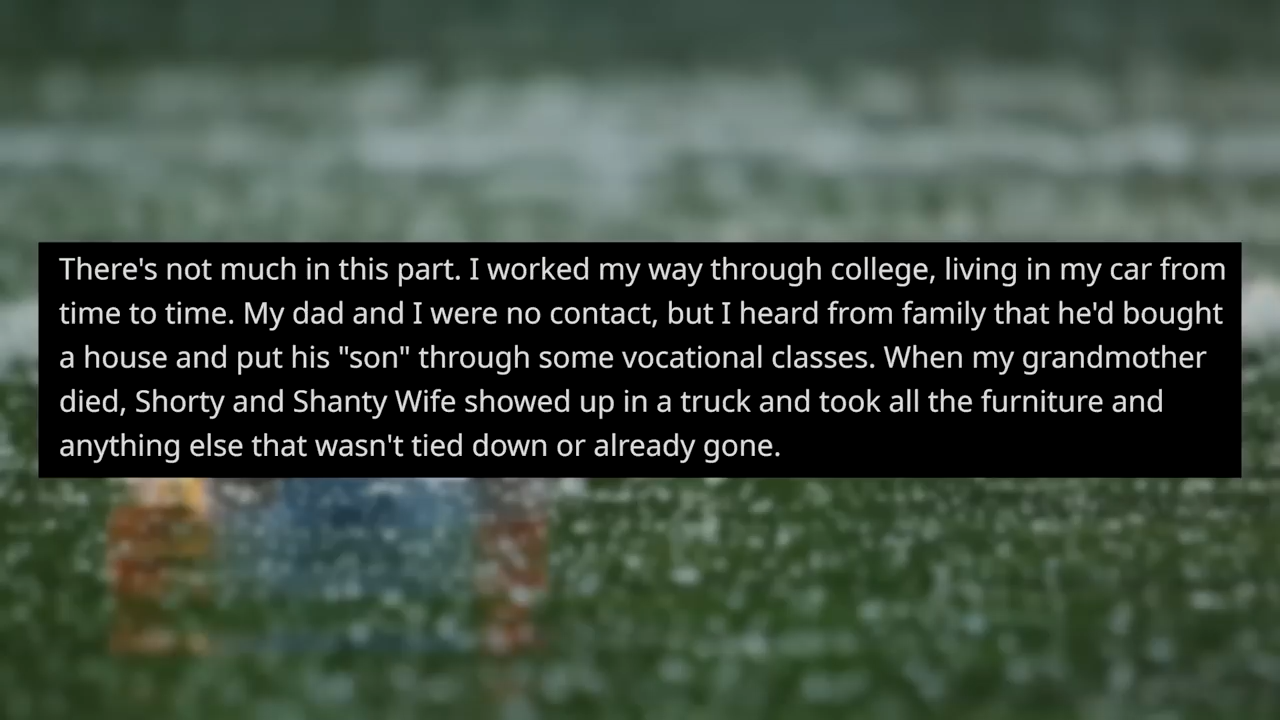 There's not much in this part. I worked my way through college, living in my car from
time to time. My dad and I were no contact, but I heard from family that he'd bought
a house and put his "son" through some vocational classes. When my grandmother
died, Shorty and Shanty Wife showed up in a truck and took all the furniture and
anything else that wasn't tied down or already gone.